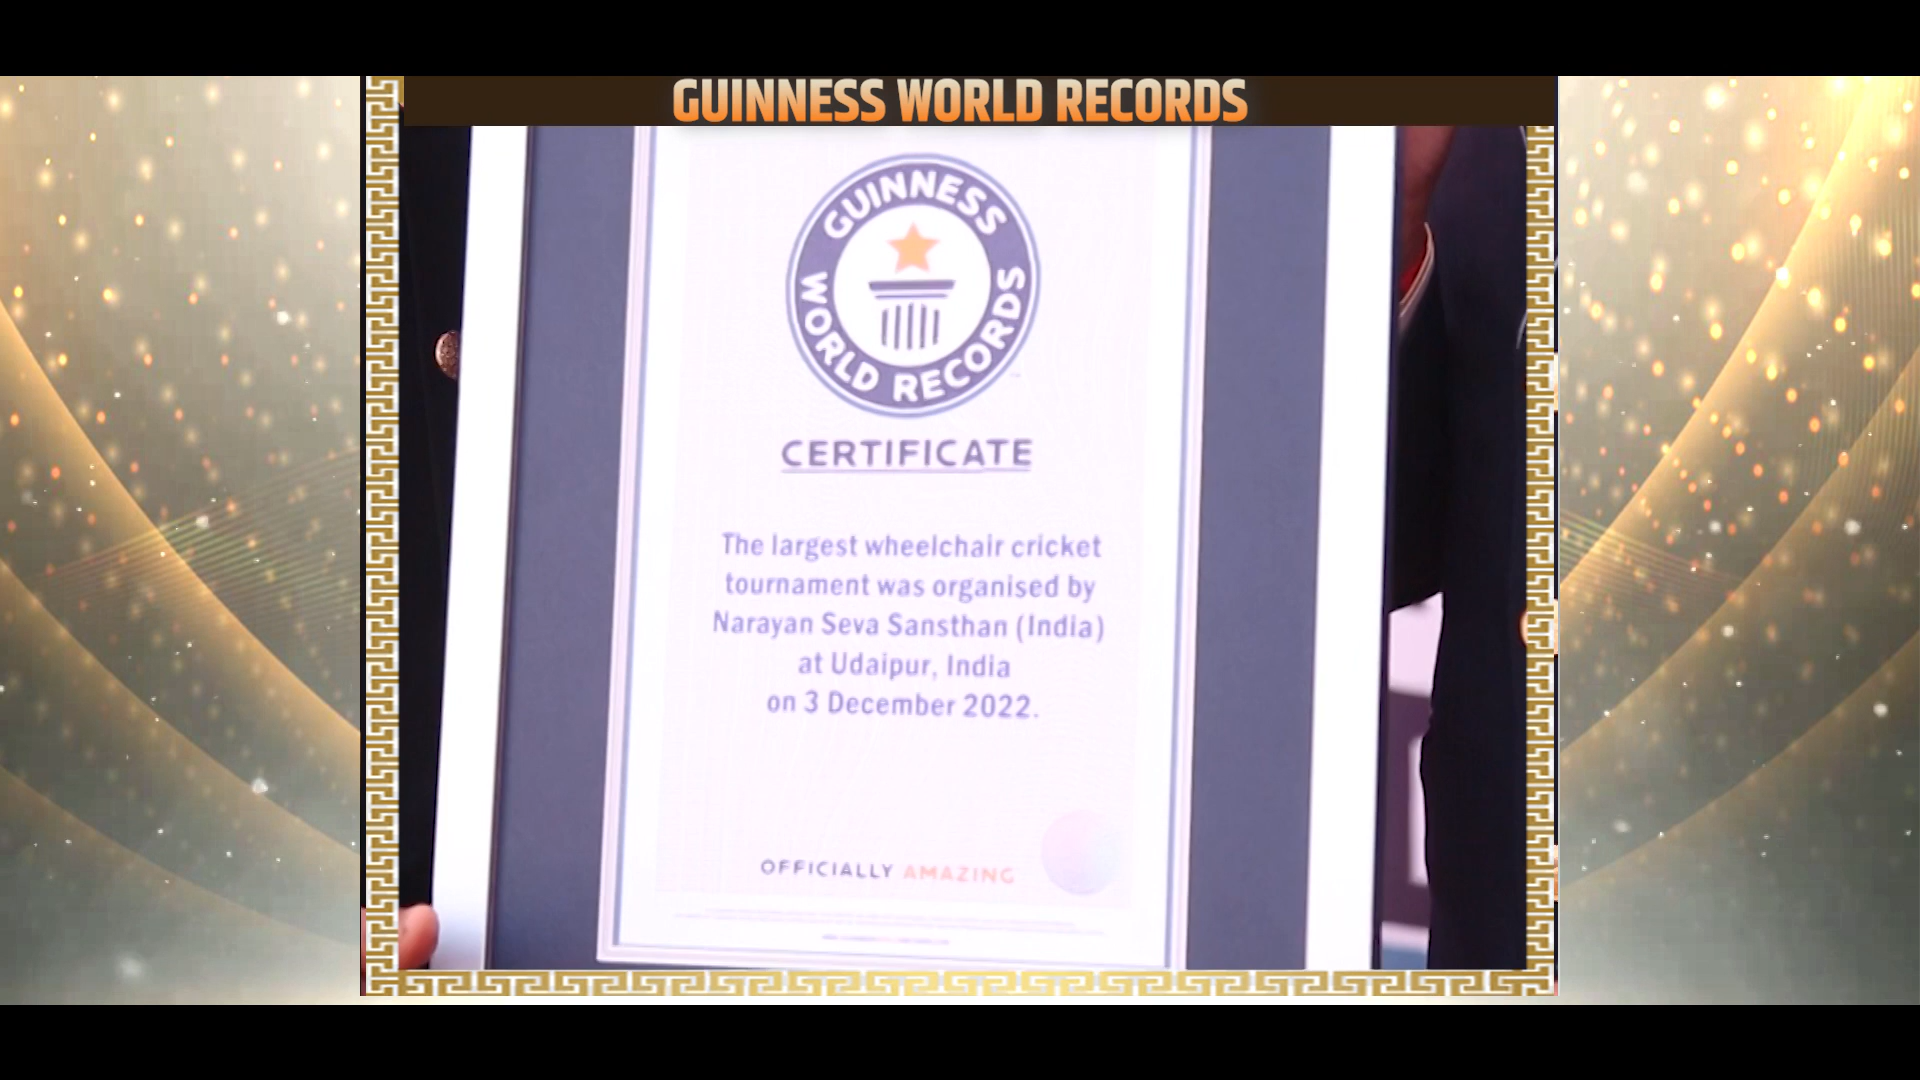 GUINNESS WORLD RECORDS
GUINNESS
WORLD RECORDS
CERTIFICATE
The largest wheelchair cricket
tournament was organised by
Narayan Seva Sansthan (India)
at Udaipur, India
on 3 December 2022.
OFFICIALLY AMAZING